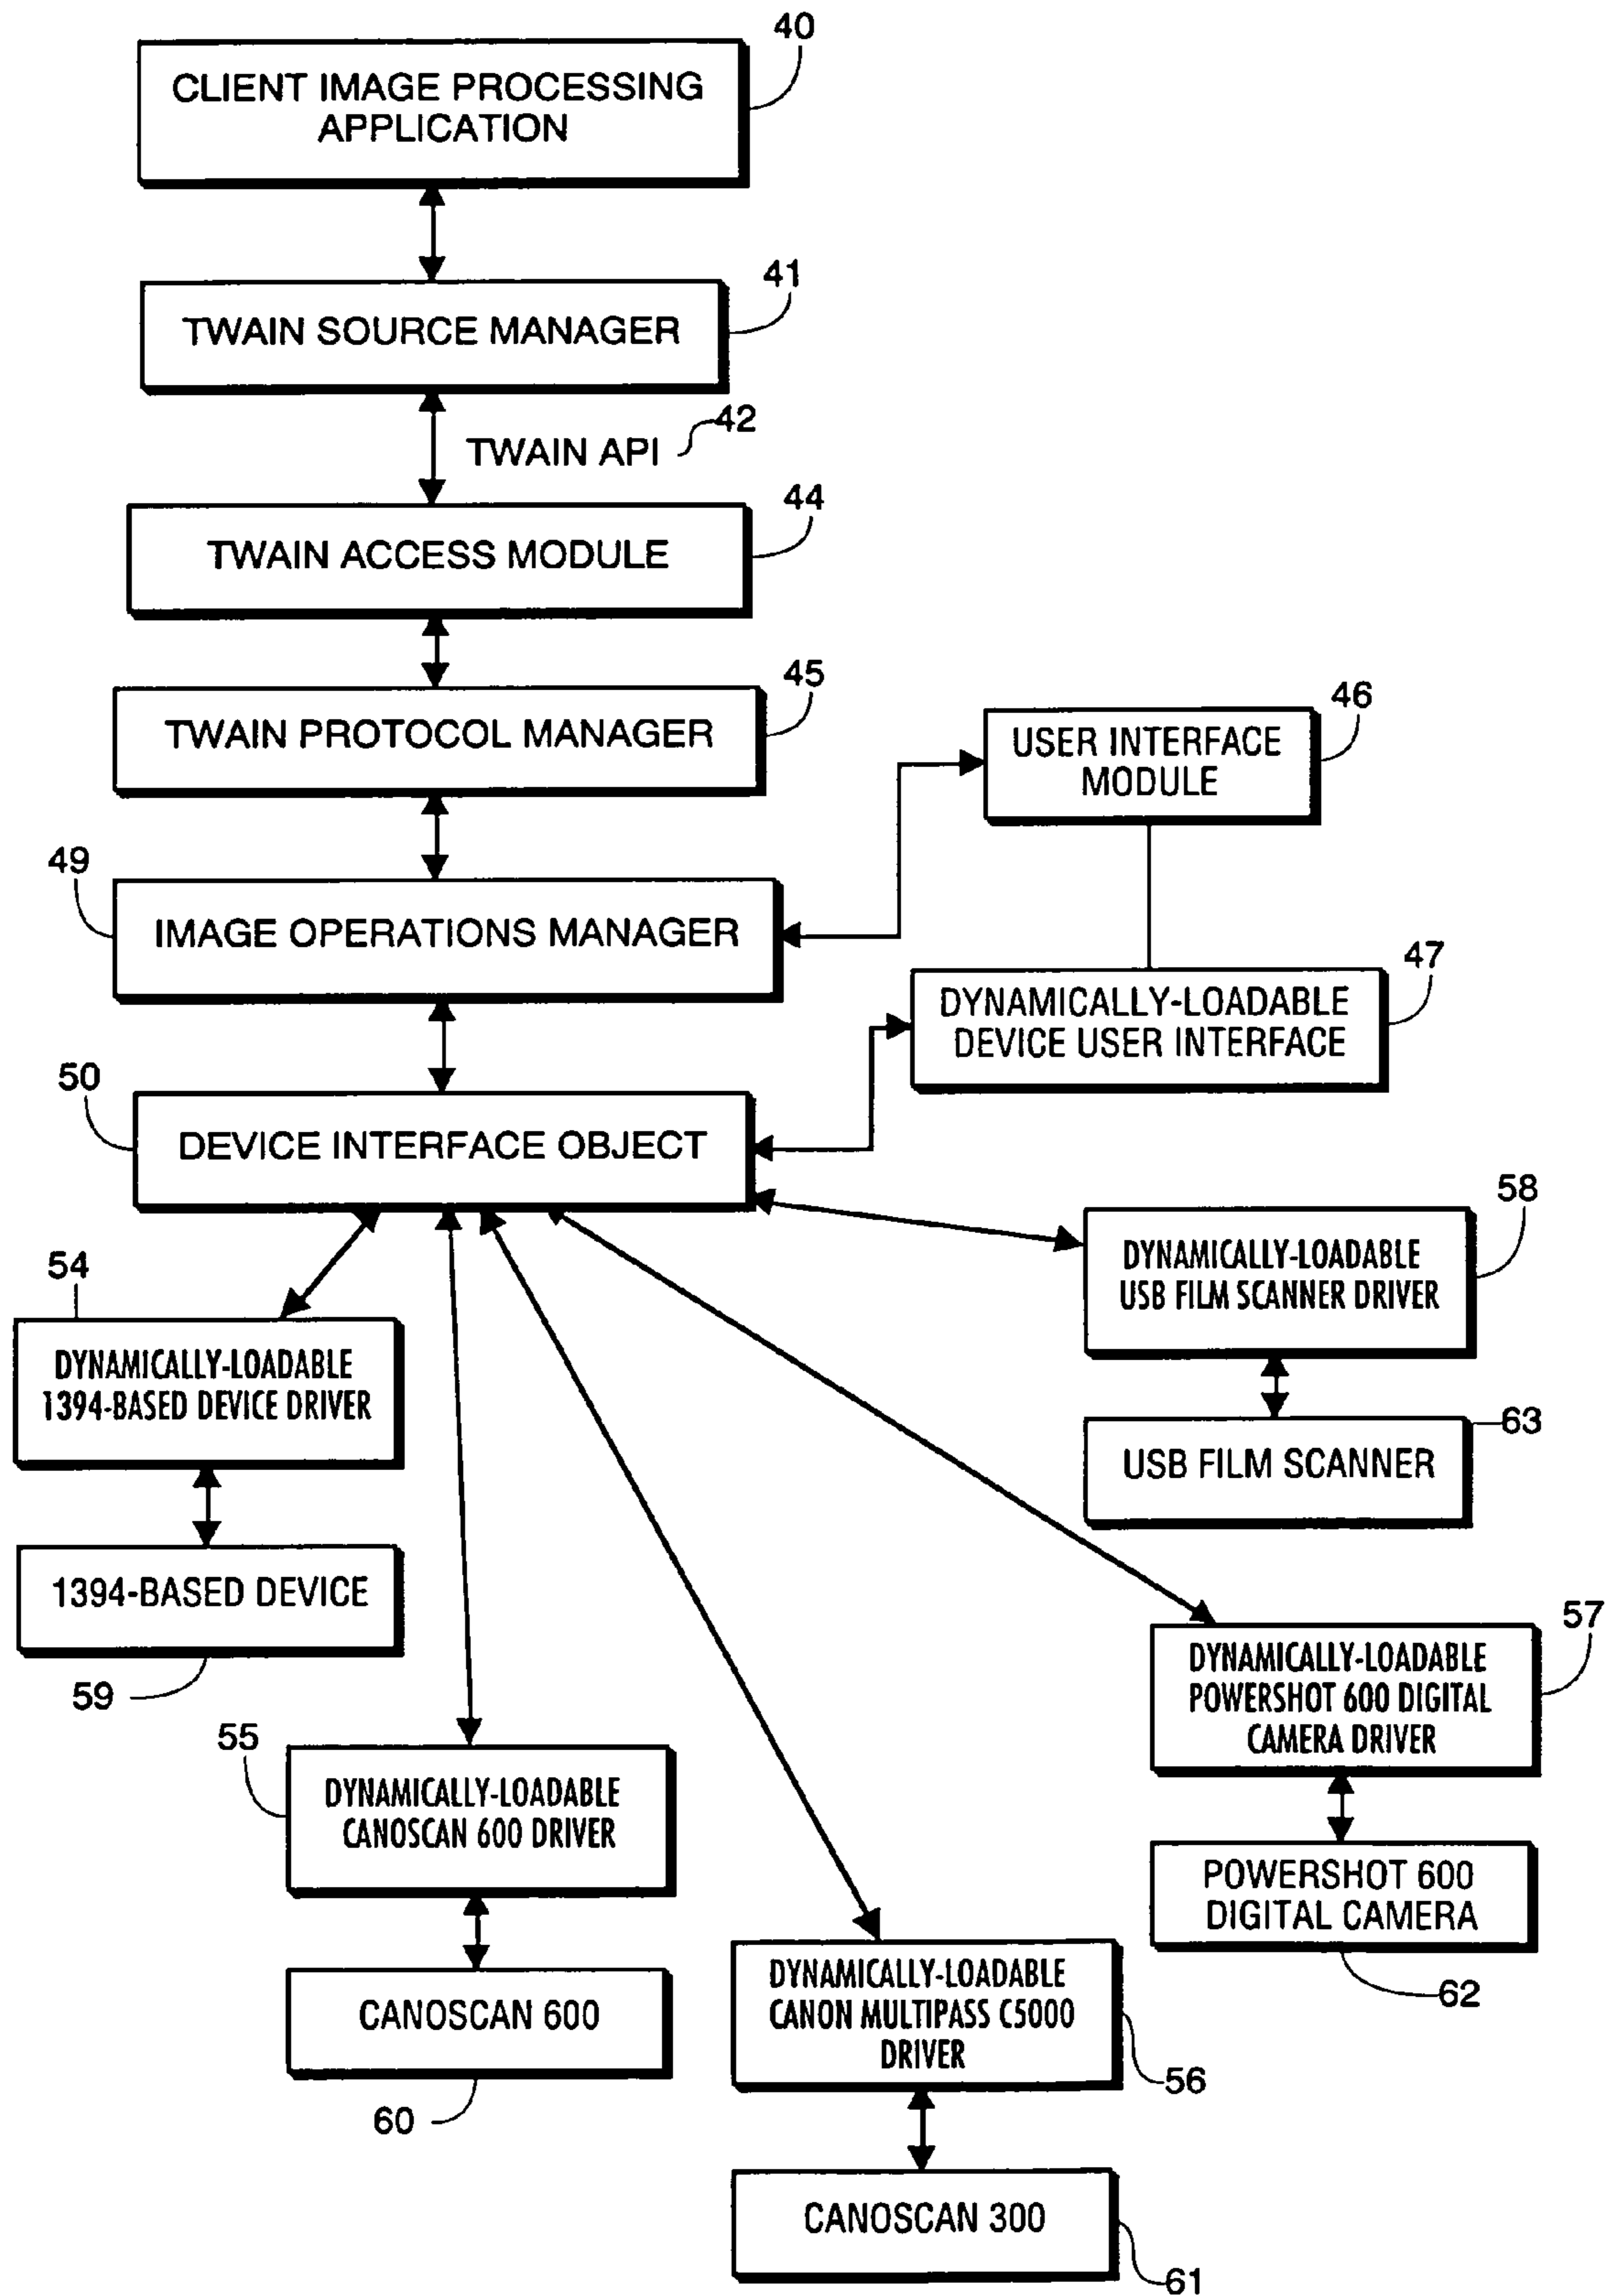 40
CLIENT IMAGE PROCESSING
APPLICATION
41
TWAIN SOURCE MANAGER
TWAIN API
42
44
TWAIN ACCESS MODULE
45
TWAIN PROTOCOL MANAGER
46
USER INTERFACE
MODULE
49
IMAGE OPERATIONS MANAGER
47
DYNAMICALLY-LOADABLE
DEVICE USER INTERFACE
50
DEVICE INTERFACE OBJECT
58
DYNAMICALLY-LOADABLE
USB FILM SCANNER DRIVER
54
DYNAMICALLY-LOADABLE
1394-BASED DEVICE DRIVER
63
USB FILM SCANNER
1394-BASED DEVICE
59
57
DYNAMICALLY-LOADABLE
POWERSHOT 600 DIGITAL
CAMERA DRIVER
55
DYNAMICALLY-LOADABLE
CANOSCAN 600 DRIVER
POWERSHOT 600
DIGITAL CAMERA
62
CANOSCAN 600
60
DYNAMICALLY-LOADABLE
CANON MULTIPASS C5000
DRIVER
56
CANOSCAN 300
61